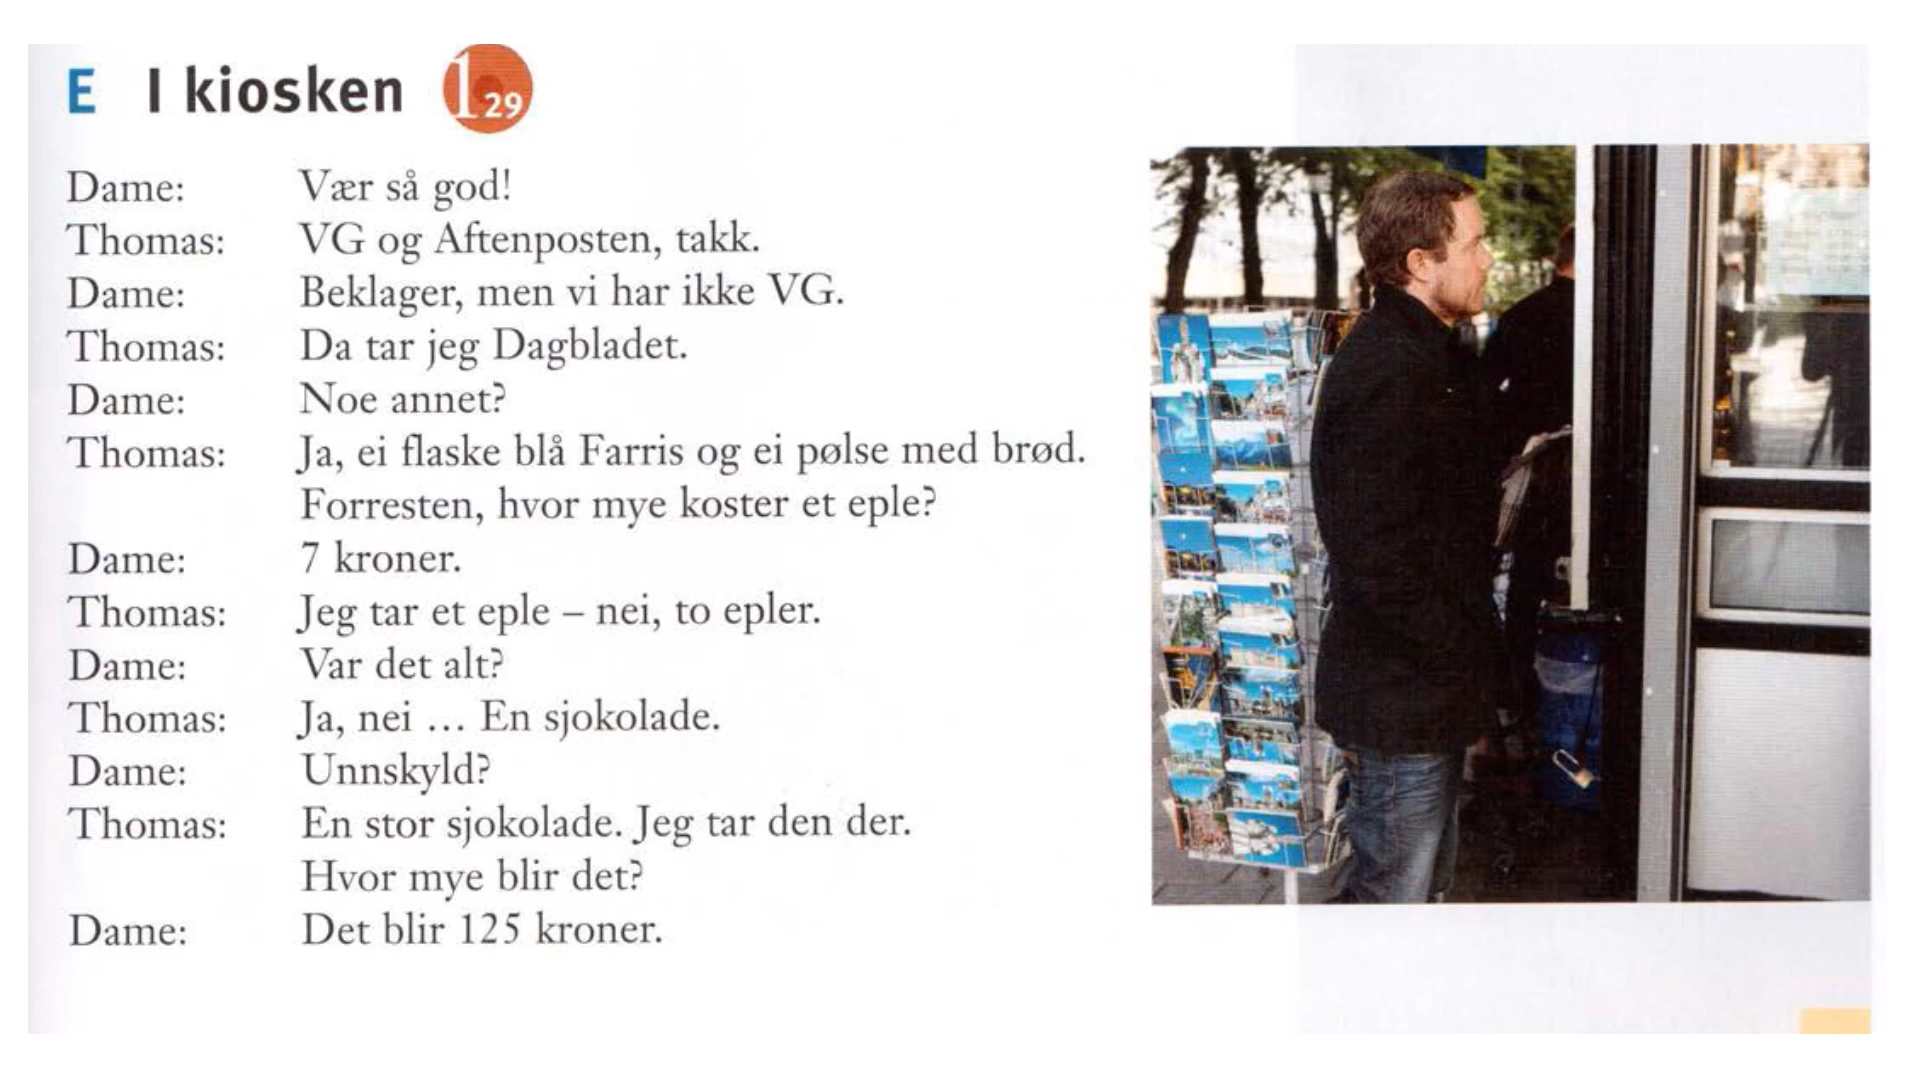 E I kiosken 1 29
Dame: Vær så god!
Thomas: VG og Aftenposten, takk.
Dame: Beklager, men vi har ikke VG.
Thomas: Da tar jeg Dagbladet.
Dame: Noe annet?
Thomas: Ja, ei flaske blå Farris og ei pølse med brød.
Forresten, hvor mye koster et eple?
Dame: 7 kroner.
Thomas: Jeg tar et eple – nei, to epler.
Dame: Var det alt?
Thomas: Ja, nei … En sjokolade.
Dame: Unnskyld?
Thomas: En stor sjokolade. Jeg tar den der.
Hvor mye blir det?
Dame: Det blir 125 kroner.